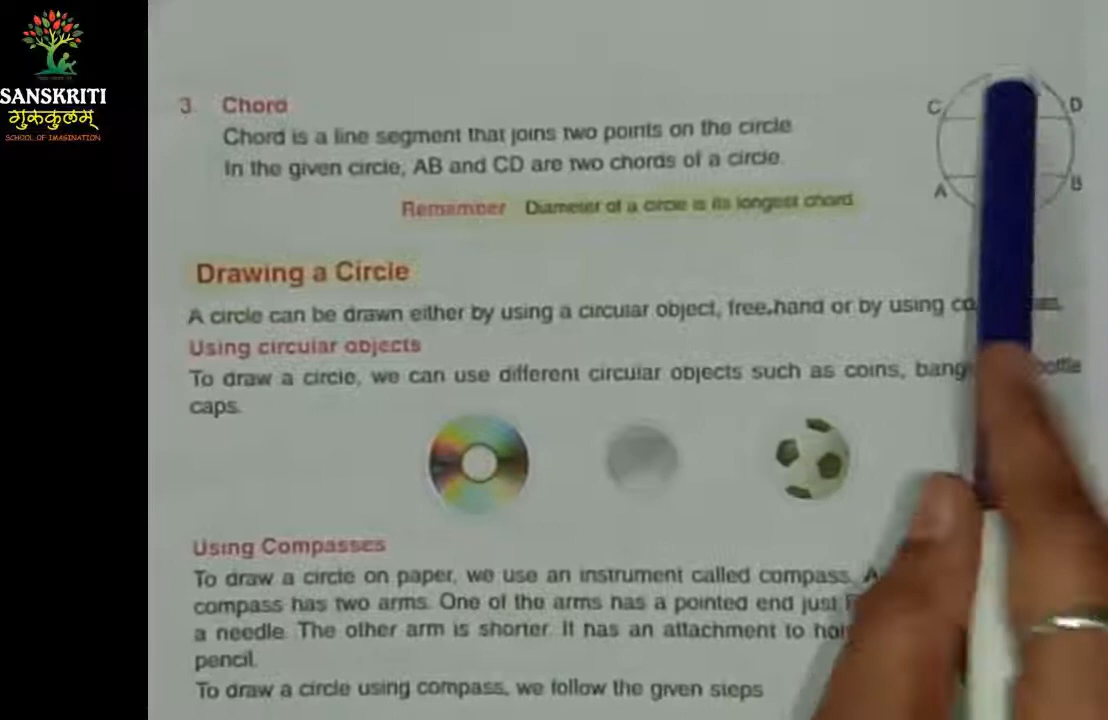 SANSKRITI
गुरुकुलम्
SCHOOL OF IMAGINATION
3. Chord
Chord is a line segment that joins two points on the circle.
In the given circle, AB and CD are two chords of a circle.
Remember Diameter of a circle is its longest chord.
C D
A B
Drawing a Circle
A circle can be drawn either by using a circular object, free hand or by using
Using circular objects
To draw a circle, we can use different circular objects such as coins, bottle
caps.
Using Compasses
To draw a circle on paper, we use an instrument called compass. A
compass has two arms. One of the arms has a pointed end just
a needle. The other arm is shorter. It has an attachment to
pencil.
To draw a circle using compass, we follow the given steps